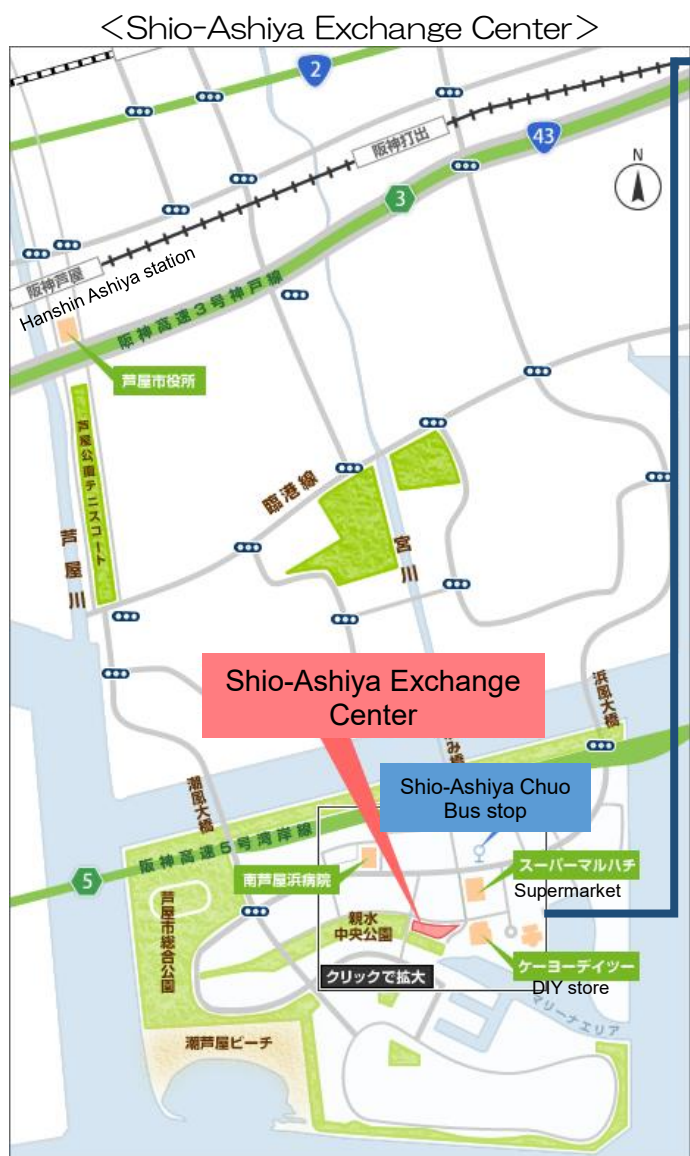 <Shio-Ashiya Exchange Center>
2
阪神打出
43
N
3
阪神芦屋
Hanshin Ashiya station
阪神高速3号神戸線
芦屋市役所
芦屋公園テニスコート
臨港線
芦屋川
宮川
Shio-Ashiya Exchange
Center
浜風大橋
み橋
潮風大橋
Shio-Ashiya Chuo
Bus stop
阪神高速5号湾岸線
5
南芦屋浜病院
スーパーマルハチ
Supermarket
芦屋市総合公園
親水
中央公園
ケーヨーデイツー
DIY store
クリックで拡大
マリーナエリア
潮芦屋ビーチ